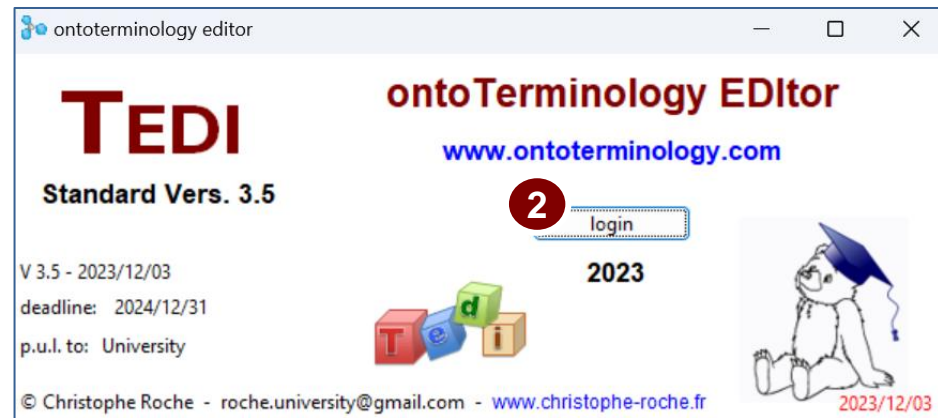 ontoterminology editor
TEDI
ontoTerminology EDItor
www.ontoterminology.com
Standard Vers. 3.5
2
login
2023
V 3.5 - 2023/12/03
deadline: 2024/12/31
p.u.l. to: University
T e d i
© Christophe Roche - roche.university@gmail.com - www.christophe-roche.fr
2023/12/03